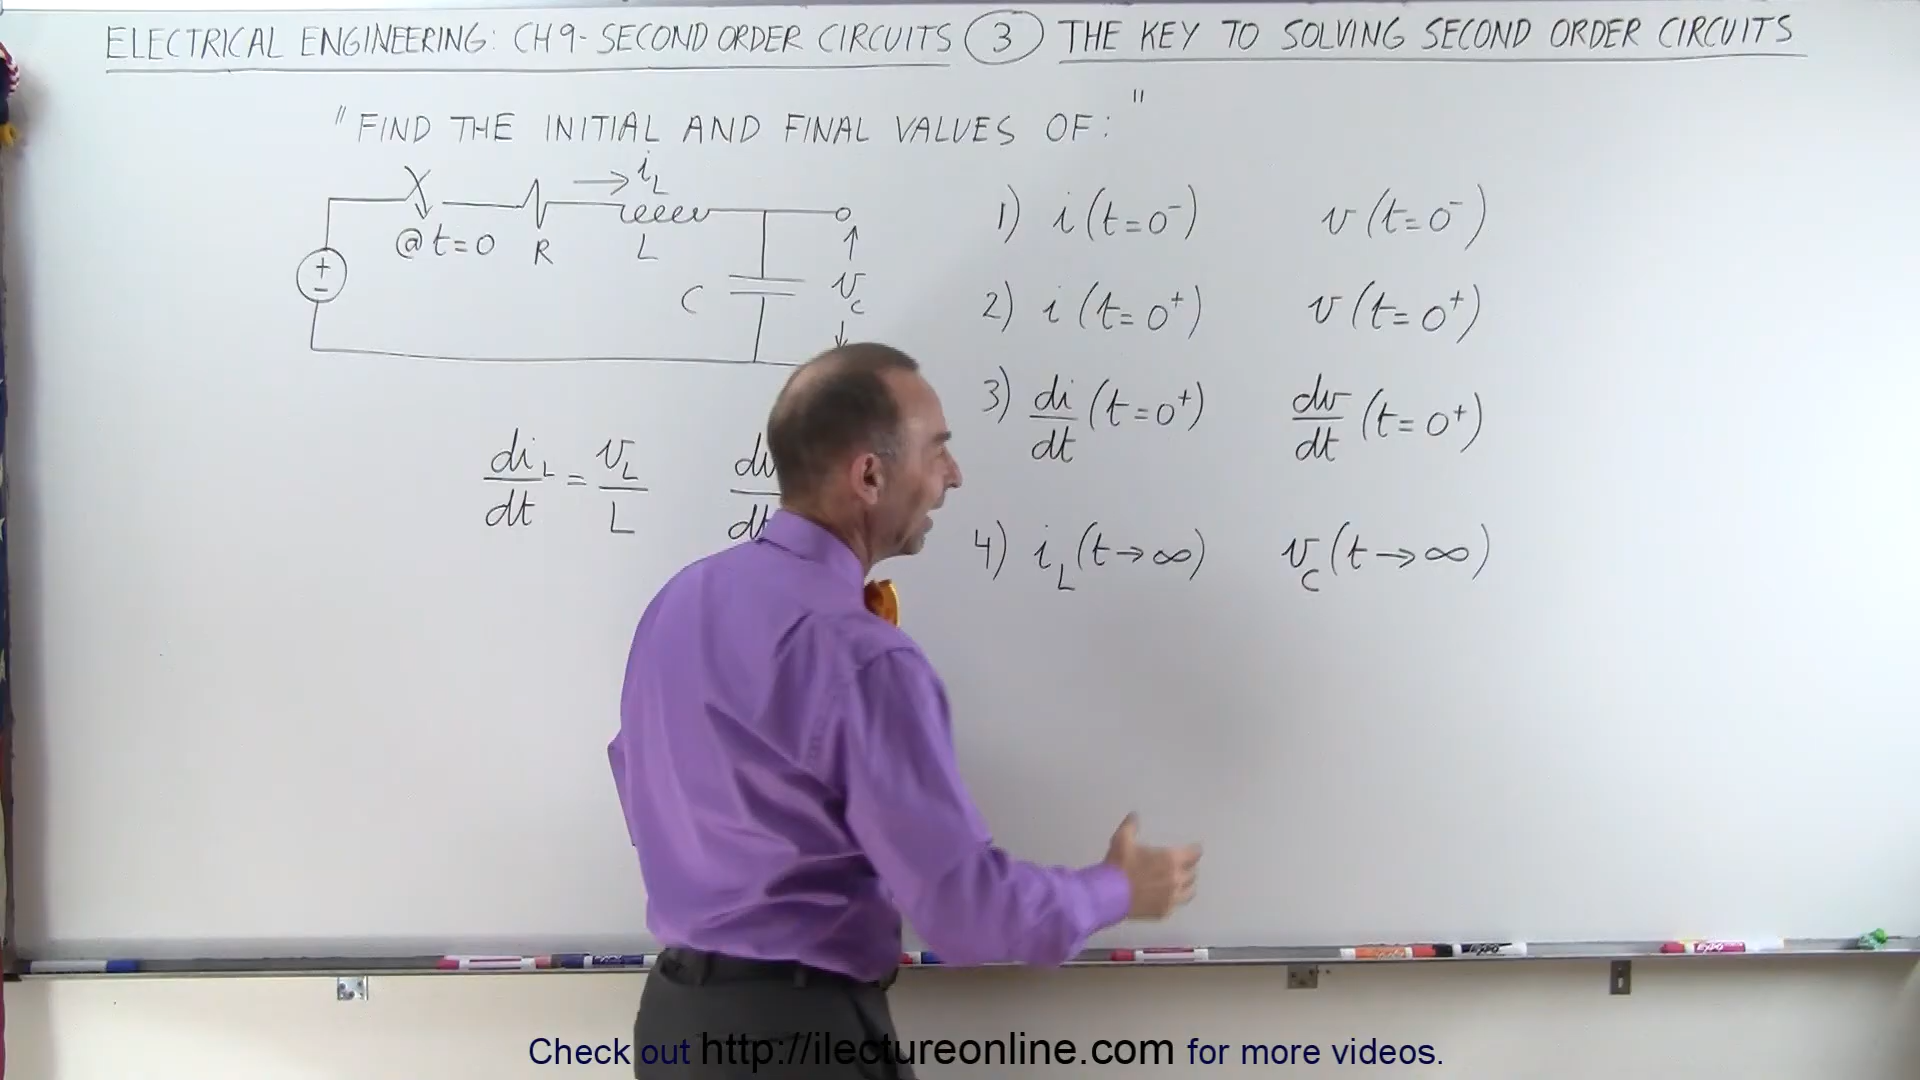 ELECTRICAL ENGINEERING: CH 9 - SECOND ORDER CIRCUITS 3 THE KEY TO SOLVING SECOND ORDER CIRCUITS
"FIND THE INITIAL AND FINAL VALUES OF:"
i_L
@ t=0 R L
+
-
C v_c
di_L/dt = v_L/L
1) i (t=0⁻) v (t=0⁻)
2) i (t=0⁺) v (t=0⁺)
3) di/dt (t=0⁺) dv/dt (t=0⁺)
4) i_L (t→∞) v_c (t→∞)
EXPO
Check out http://ilectureonline.com for more videos.